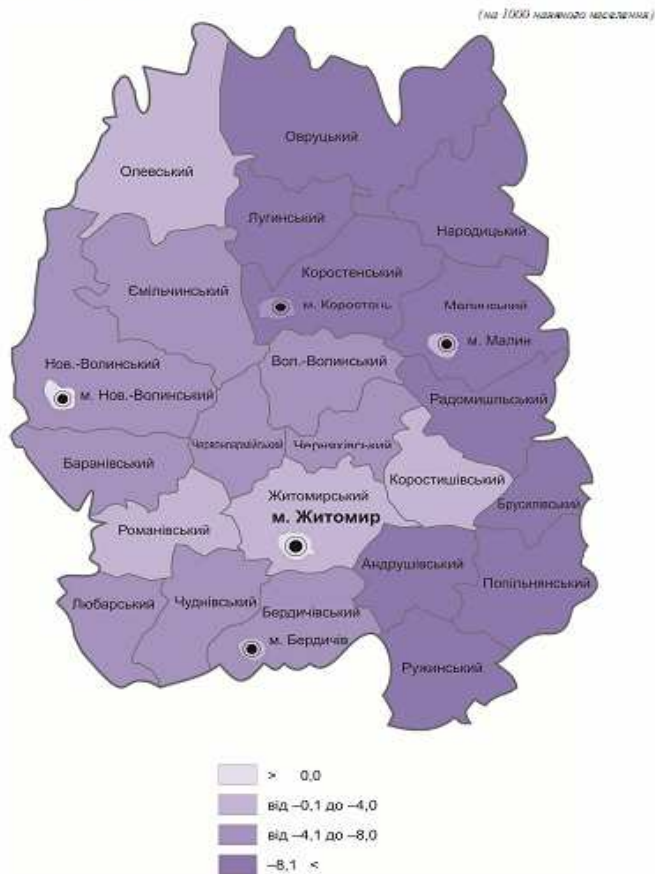 (на 1000 наявного населення)
Овруцький
Олевський
Лугинський
Народицький
Коростенський
Ємільчинський
м. Коростень
Малинський
м. Малин
Нов.-Волинський
Вол.-Волинський
м. Нов.-Волинський
Радомишльський
Червоноармійський
Черняхівський
Баранівський
Коростишівський
Житомирський
м. Житомир
Брусилівський
Романівський
Андрушівський
Попільнянський
Любарський
Чуднівський
Бердичівський
м. Бердичів
Ружинський
> 0,0
від –0,1 до –4,0
від –4,1 до –8,0
–8,1 <